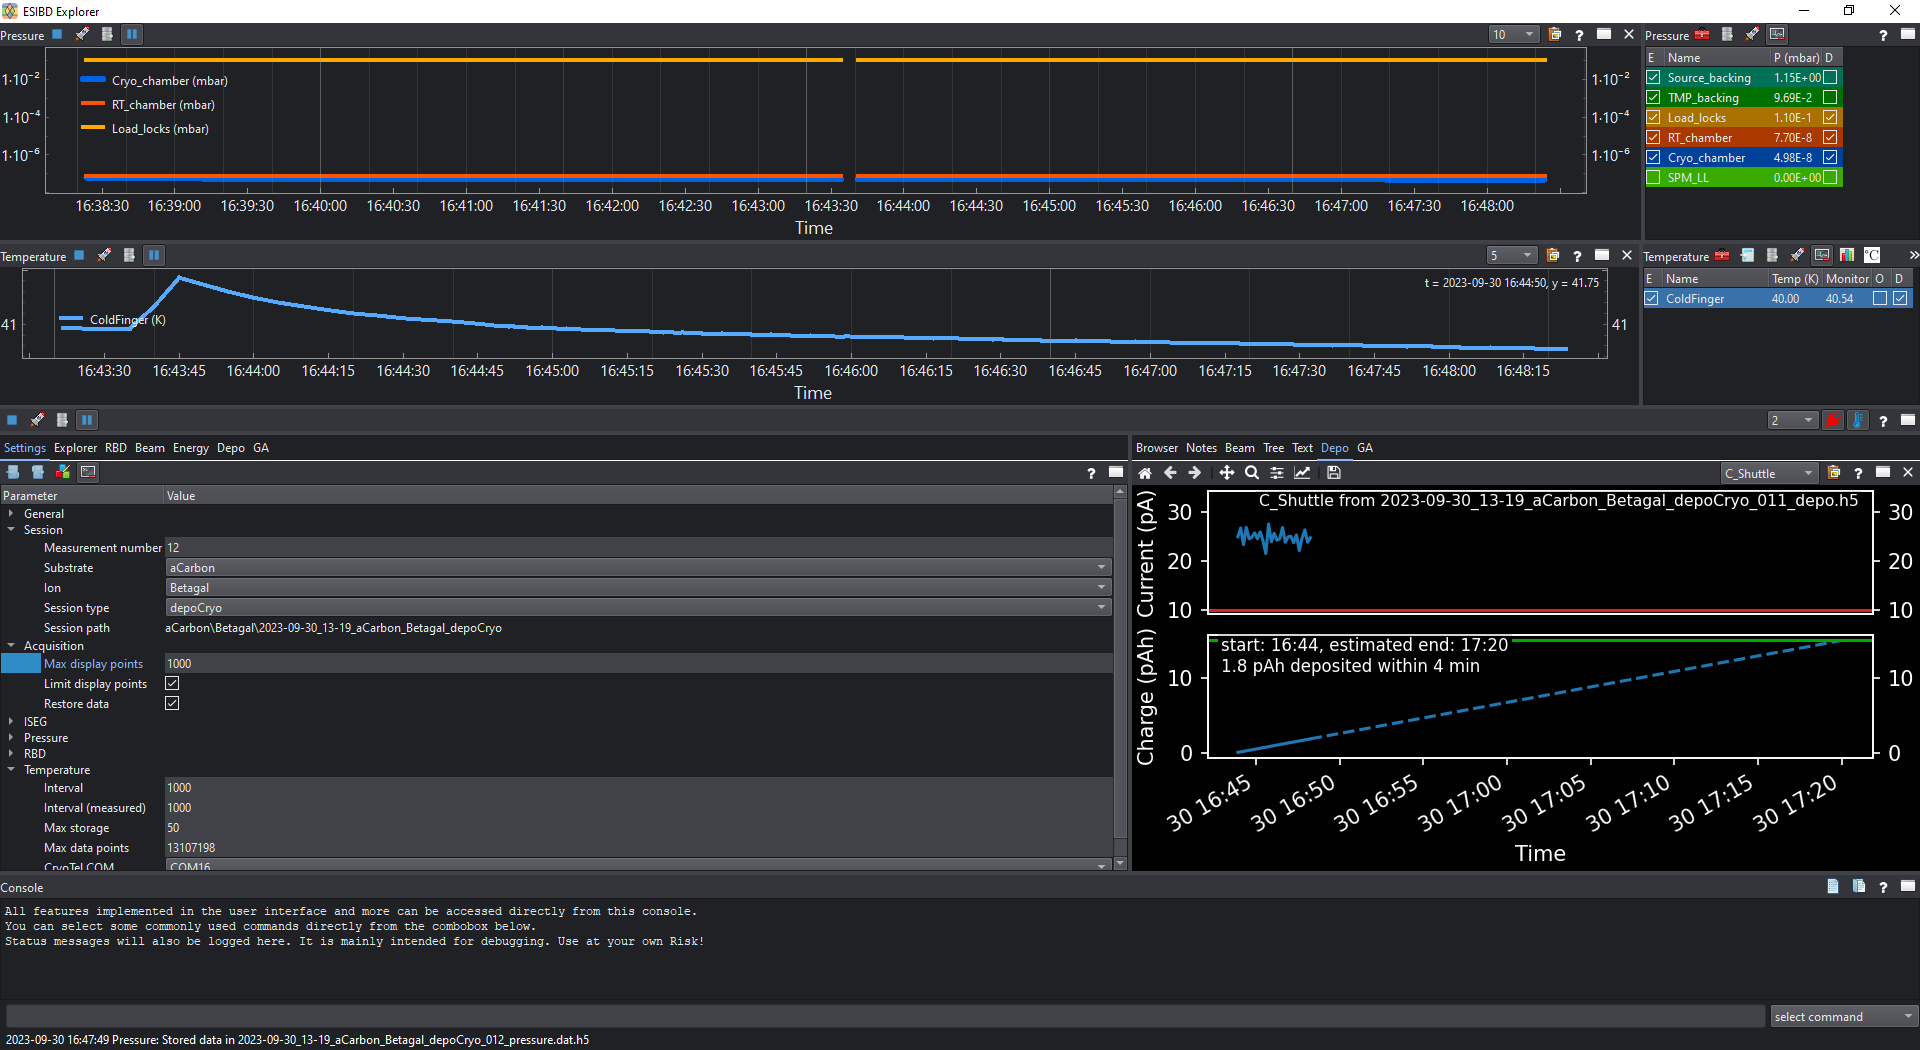 ESIBD Explorer
Pressure
10
Cryo_chamber (mbar)
RT_chamber (mbar)
Load_locks (mbar)
1·10⁻² 1·10⁻²
1·10⁻⁴ 1·10⁻⁴
1·10⁻⁶ 1·10⁻⁶
16:38:30 16:39:00 16:39:30 16:40:00 16:40:30 16:41:00 16:41:30 16:42:00 16:42:30 16:43:00 16:43:30 16:44:00 16:44:30 16:45:00 16:45:30 16:46:00 16:46:30 16:47:00 16:47:30 16:48:00
Time
Pressure
E Name P (mbar) D
Source_backing 1.15E+00
TMP_backing 9.69E-2
Load_locks 1.10E-1
RT_chamber 7.70E-8
Cryo_chamber 4.98E-8
SPM_LL 0.00E+00
Temperature
5
t = 2023-09-30 16:44:50, y = 41.75
ColdFinger (K)
41 41
16:43:30 16:43:45 16:44:00 16:44:15 16:44:30 16:44:45 16:45:00 16:45:15 16:45:30 16:45:45 16:46:00 16:46:15 16:46:30 16:46:45 16:47:00 16:47:15 16:47:30 16:47:45 16:48:00 16:48:15
Time
Temperature
°C
E Name Temp (K) Monitor O D
ColdFinger 40.00 40.54
2
Settings Explorer RBD Beam Energy Depo GA
Parameter Value
General
Session
Measurement number 12
Substrate aCarbon
Ion Betagal
Session type depoCryo
Session path aCarbon\Betagal\2023-09-30_13-19_aCarbon_Betagal_depoCryo
Acquisition
Max display points 1000
Limit display points
Restore data
ISEG
Pressure
RBD
Temperature
Interval 1000
Interval (measured) 1000
Max storage 50
Max data points 13107198
CryoTel COM COM16
Browser Notes Beam Tree Text Depo GA
C_Shuttle
C_Shuttle from 2023-09-30_13-19_aCarbon_Betagal_depoCryo_011_depo.h5
Current (pA)
30 30
20 20
10 10
Charge (pAh)
start: 16:44, estimated end: 17:20
1.8 pAh deposited within 4 min
10 10
0 0
30 16:45 30 16:50 30 16:55 30 17:00 30 17:05 30 17:10 30 17:15 30 17:20
Time
Console
All features implemented in the user interface and more can be accessed directly from this console.
You can select some commonly used commands directly from the combobox below.
Status messages will also be logged here. It is mainly intended for debugging. Use at your own Risk!
select command
2023-09-30 16:47:49 Pressure: Stored data in 2023-09-30_13-19_aCarbon_Betagal_depoCryo_012_pressure.dat.h5